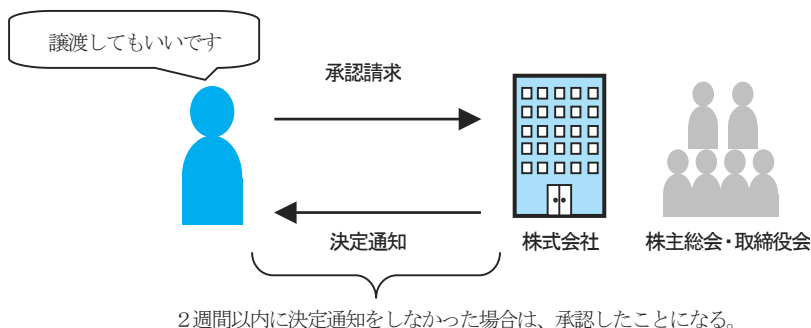 譲渡してもいいです
承認請求
決定通知
株式会社
株主総会・取締役会
2週間以内に決定通知をしなかった場合は、承認したことになる。